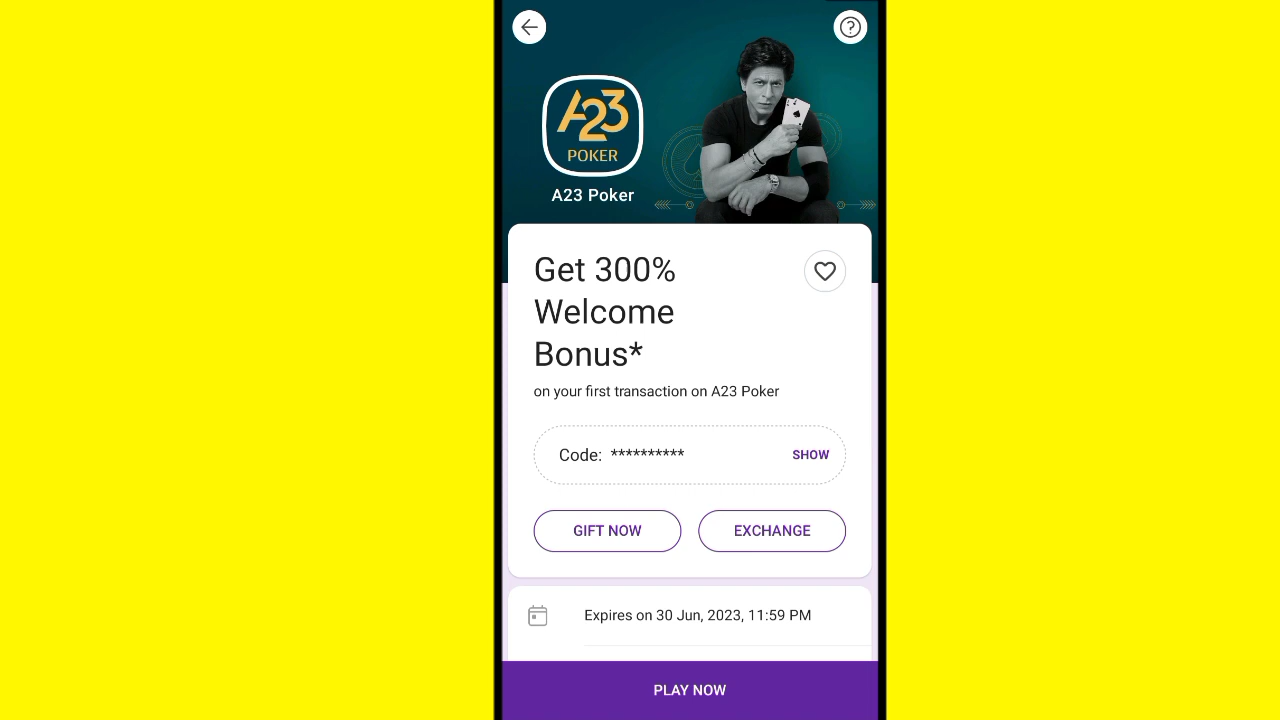 A23
POKER
A23 Poker
Get 300%
Welcome
Bonus*
on your first transaction on A23 Poker
Code: ********** SHOW
GIFT NOW EXCHANGE
Expires on 30 Jun, 2023, 11:59 PM
PLAY NOW